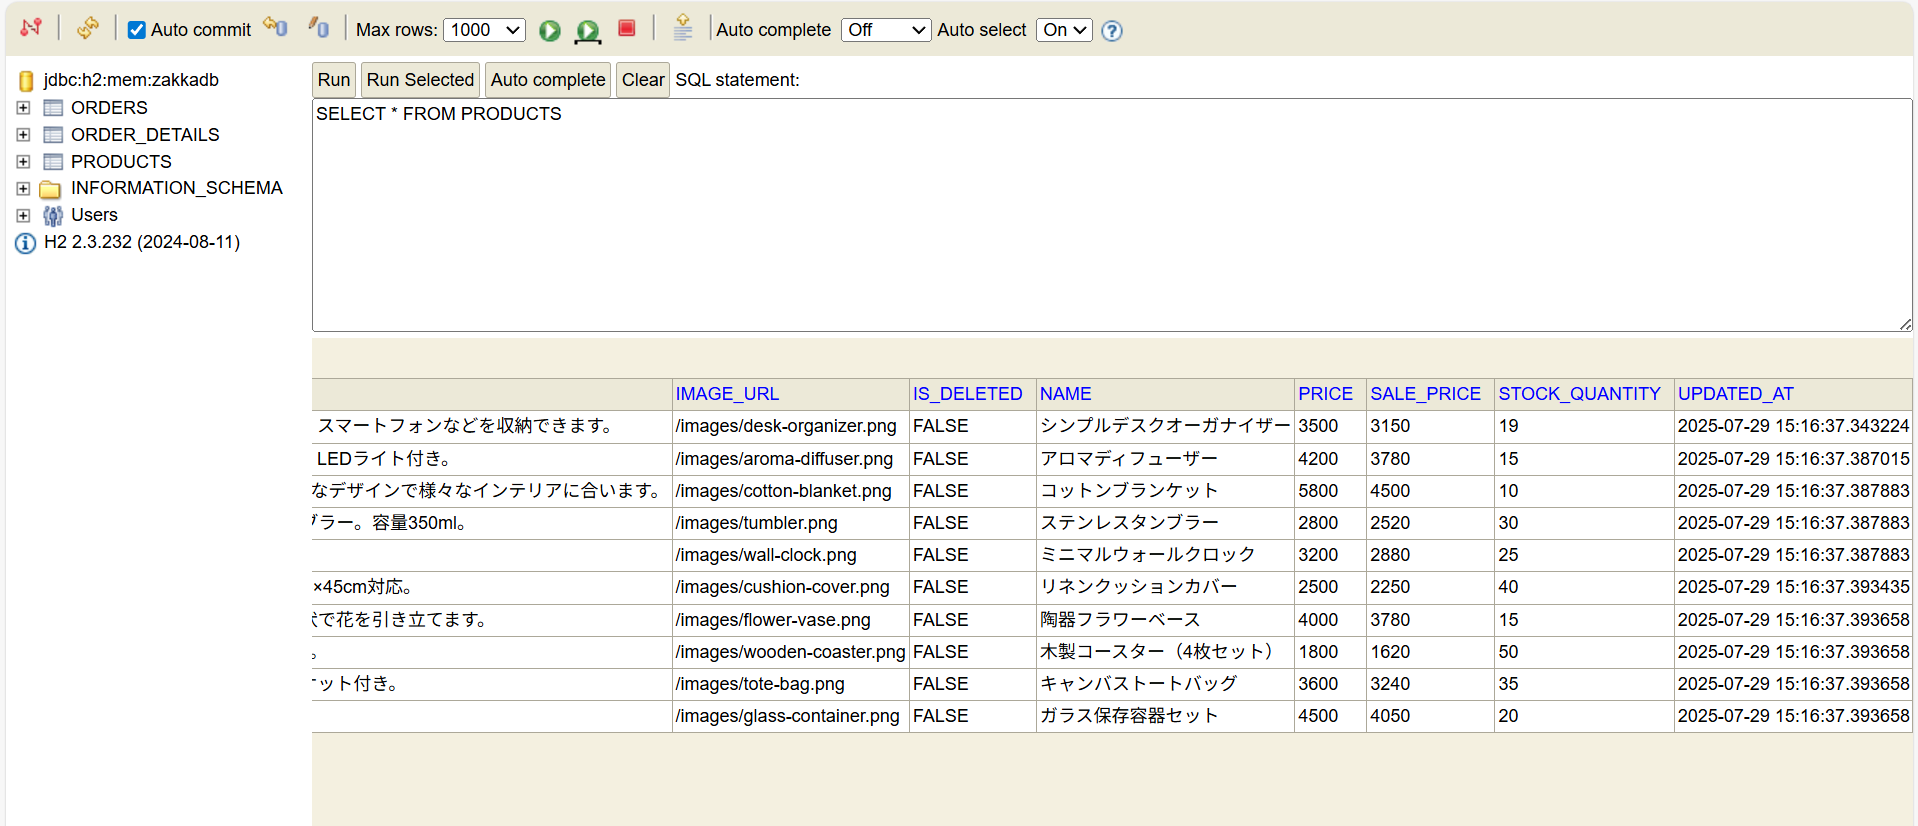 Auto commit Max rows: 1000 Auto complete Off Auto select On
jdbc:h2:mem:zakkadb
ORDERS
ORDER_DETAILS
PRODUCTS
INFORMATION_SCHEMA
Users
H2 2.3.232 (2024-08-11)
Run Run Selected Auto complete Clear SQL statement:
SELECT * FROM PRODUCTS
IMAGE_URL IS_DELETED NAME PRICE SALE_PRICE STOCK_QUANTITY UPDATED_AT
スマートフォンなどを収納できます。 /images/desk-organizer.png FALSE シンプルデスクオーガナイザー 3500 3150 19 2025-07-29 15:16:37.343224
LEDライト付き。 /images/aroma-diffuser.png FALSE アロマディフューザー 4200 3780 15 2025-07-29 15:16:37.387015
なデザインで様々なインテリアに合います。 /images/cotton-blanket.png FALSE コットンブランケット 5800 4500 10 2025-07-29 15:16:37.387883
ブラー。容量350ml。 /images/tumbler.png FALSE ステンレスタンブラー 2800 2520 30 2025-07-29 15:16:37.387883
/images/wall-clock.png FALSE ミニマルウォールクロック 3200 2880 25 2025-07-29 15:16:37.387883
×45cm対応。 /images/cushion-cover.png FALSE リネンクッションカバー 2500 2250 40 2025-07-29 15:16:37.393435
で花を引き立てます。 /images/flower-vase.png FALSE 陶器フラワーベース 4000 3780 15 2025-07-29 15:16:37.393658
。 /images/wooden-coaster.png FALSE 木製コースター（4枚セット） 1800 1620 50 2025-07-29 15:16:37.393658
ケット付き。 /images/tote-bag.png FALSE キャンバストートバッグ 3600 3240 35 2025-07-29 15:16:37.393658
/images/glass-container.png FALSE ガラス保存容器セット 4500 4050 20 2025-07-29 15:16:37.393658